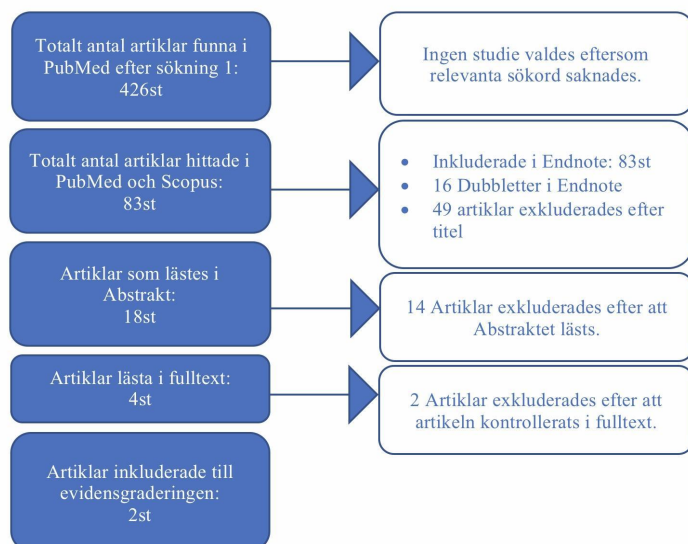 Totalt antal artiklar funna i
PubMed efter sökning 1:
426st
Ingen studie valdes eftersom
relevanta sökord saknades.
Totalt antal artiklar hittade i
PubMed och Scopus:
83st
• Inkluderade i Endnote: 83st
• 16 Dubbletter i Endnote
• 49 artiklar exkluderades efter
titel
Artiklar som lästes i
Abstrakt:
18st
14 Artiklar exkluderades efter att
Abstraktet lästs.
Artiklar lästa i fulltext:
4st
2 Artiklar exkluderades efter att
artikeln kontrollerats i fulltext.
Artiklar inkluderade till
evidensgraderingen:
2st